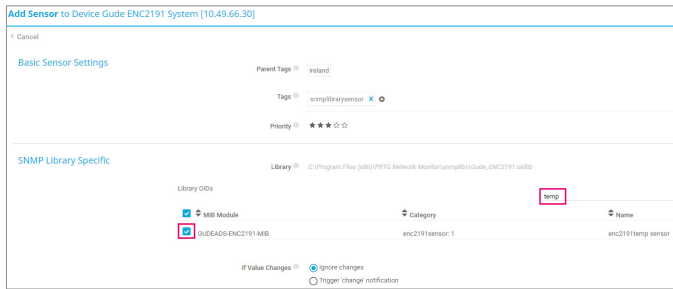 Add Sensor to Device Gude ENC2191 System [10.49.66.30]
< Cancel
Basic Sensor Settings
Parent Tags
ireland
Tags
snmplibrarysensor
Priority
SNMP Library Specific
Library
C:\Program Files (x86)\PRTG Network Monitor\snmplibs\Gude_ENC2191.oidlib
Library OIDs
temp
MIB Module Category Name
GUDEADS-ENC2191-MIB enc2191sensor: 1 enc2191temp sensor
If Value Changes
Ignore changes
Trigger 'change' notification